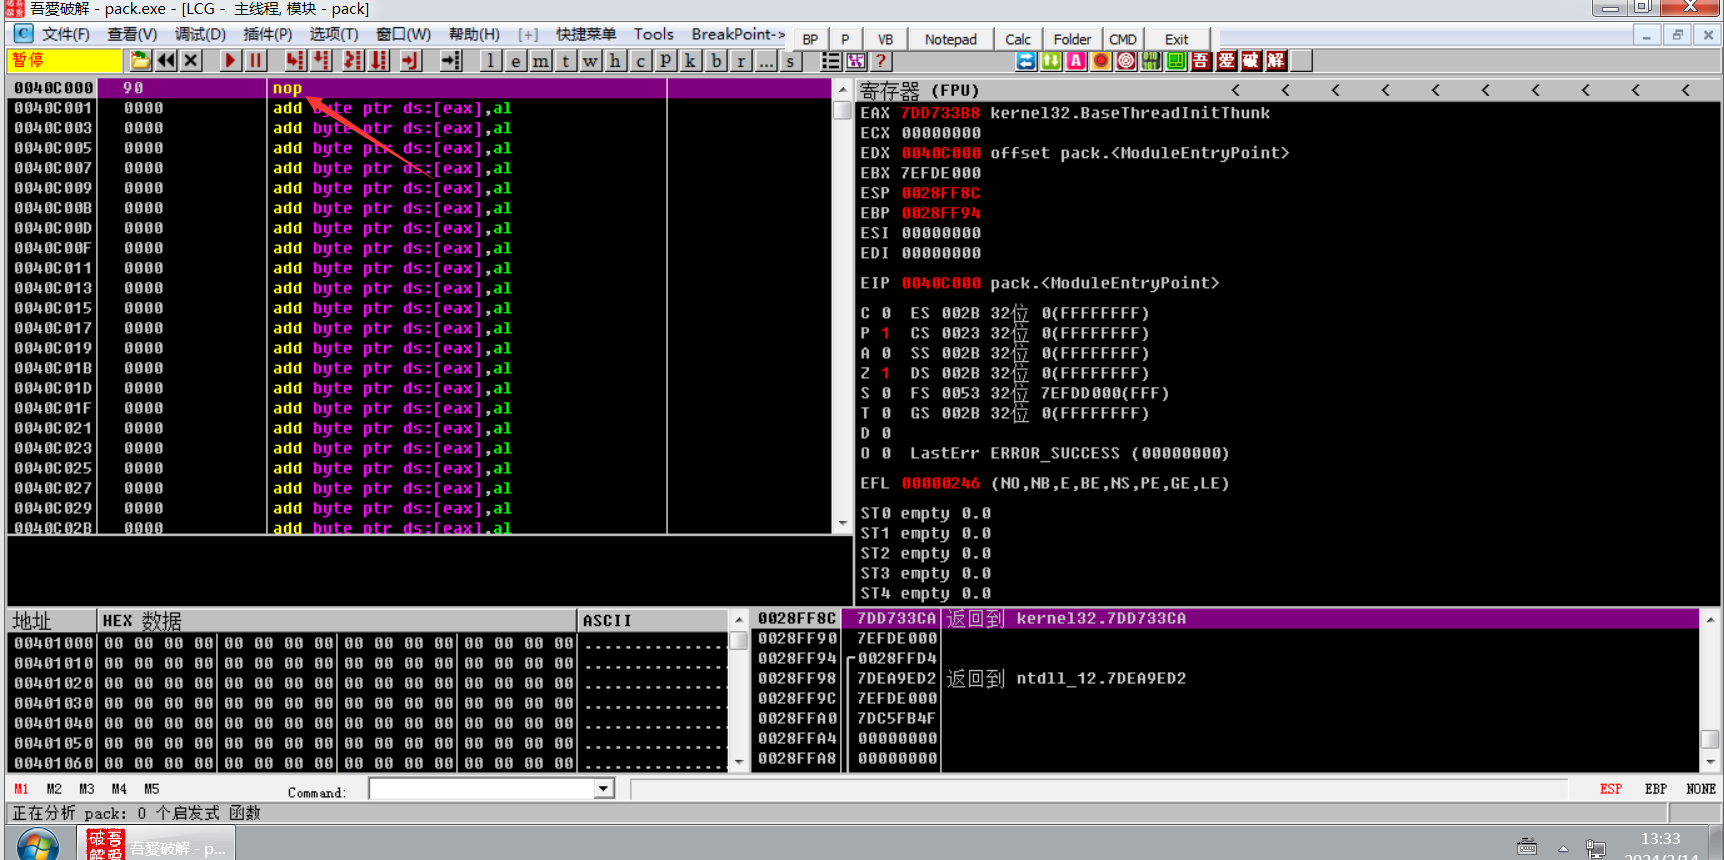 吾愛破解 - pack.exe - [LCG - 主线程, 模块 - pack]
文件(F) 查看(V) 调试(D) 插件(P) 选项(T) 窗口(W) 帮助(H) [+] 快捷菜单 Tools BreakPoint-> BP P VB Notepad Calc Folder CMD Exit
暂停 l e m t w h c P k b r ... s ? A 吾 爱 破 解
0040C000 90 nop
0040C001 0000 add byte ptr ds:[eax],al
0040C003 0000 add byte ptr ds:[eax],al
0040C005 0000 add byte ptr ds:[eax],al
0040C007 0000 add byte ptr ds:[eax],al
0040C009 0000 add byte ptr ds:[eax],al
0040C00B 0000 add byte ptr ds:[eax],al
0040C00D 0000 add byte ptr ds:[eax],al
0040C00F 0000 add byte ptr ds:[eax],al
0040C011 0000 add byte ptr ds:[eax],al
0040C013 0000 add byte ptr ds:[eax],al
0040C015 0000 add byte ptr ds:[eax],al
0040C017 0000 add byte ptr ds:[eax],al
0040C019 0000 add byte ptr ds:[eax],al
0040C01B 0000 add byte ptr ds:[eax],al
0040C01D 0000 add byte ptr ds:[eax],al
0040C01F 0000 add byte ptr ds:[eax],al
0040C021 0000 add byte ptr ds:[eax],al
0040C023 0000 add byte ptr ds:[eax],al
0040C025 0000 add byte ptr ds:[eax],al
0040C027 0000 add byte ptr ds:[eax],al
0040C029 0000 add byte ptr ds:[eax],al
0040C02B 0000 add byte ptr ds:[eax],al
寄存器 (FPU) < < < < < < < < < <
EAX 7DD733B8 kernel32.BaseThreadInitThunk
ECX 00000000
EDX 0040C000 offset pack.<ModuleEntryPoint>
EBX 7EFDE000
ESP 0028FF8C
EBP 0028FF94
ESI 00000000
EDI 00000000
EIP 0040C000 pack.<ModuleEntryPoint>
C 0 ES 002B 32位 0(FFFFFFFF)
P 1 CS 0023 32位 0(FFFFFFFF)
A 0 SS 002B 32位 0(FFFFFFFF)
Z 1 DS 002B 32位 0(FFFFFFFF)
S 0 FS 0053 32位 7EFDD000(FFF)
T 0 GS 002B 32位 0(FFFFFFFF)
D 0
O 0 LastErr ERROR_SUCCESS (00000000)
EFL 00000246 (NO,NB,E,BE,NS,PE,GE,LE)
ST0 empty 0.0
ST1 empty 0.0
ST2 empty 0.0
ST3 empty 0.0
ST4 empty 0.0
地址 HEX 数据 ASCII
00401000 00 00 00 00 00 00 00 00 00 00 00 00 00 00 00 00 ................
00401010 00 00 00 00 00 00 00 00 00 00 00 00 00 00 00 00 ................
00401020 00 00 00 00 00 00 00 00 00 00 00 00 00 00 00 00 ................
00401030 00 00 00 00 00 00 00 00 00 00 00 00 00 00 00 00 ................
00401040 00 00 00 00 00 00 00 00 00 00 00 00 00 00 00 00 ................
00401050 00 00 00 00 00 00 00 00 00 00 00 00 00 00 00 00 ................
00401060 00 00 00 00 00 00 00 00 00 00 00 00 00 00 00 00 ................
0028FF8C 7DD733CA 返回到 kernel32.7DD733CA
0028FF90 7EFDE000
0028FF94 0028FFD4
0028FF98 7DEA9ED2 返回到 ntdll_12.7DEA9ED2
0028FF9C 7EFDE000
0028FFA0 7DC5FB4F
0028FFA4 00000000
0028FFA8 00000000
M1 M2 M3 M4 M5 Command: ESP EBP NONE
正在分析 pack: 0 个启发式 函数
吾愛破解 - p...
13:33
2024/2/14